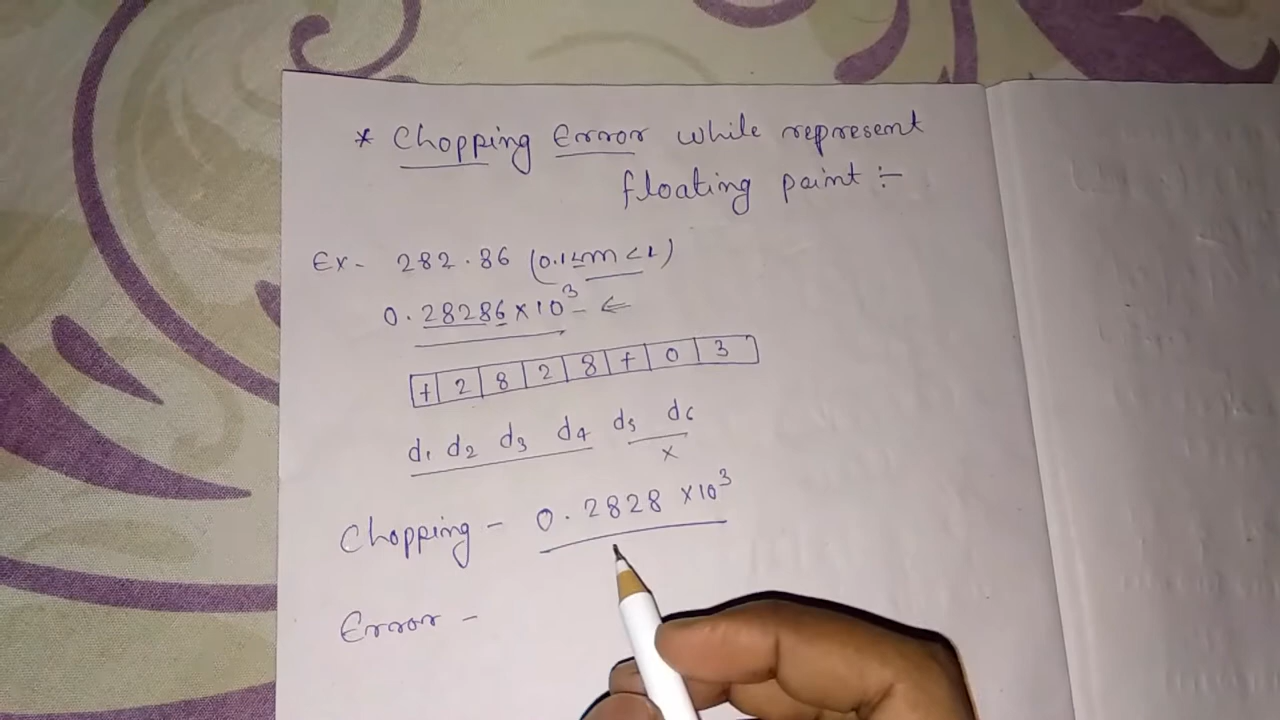 * Chopping Error while represent
floating paint :-
Ex- 282.86 (0.1≤m<1)
0.28286×10³ ←
+ 2 8 2 8 + 0 3
d₁ d₂ d₃ d₄ d₅ d₆
×
Chopping - 0.2828 ×10³
Error -